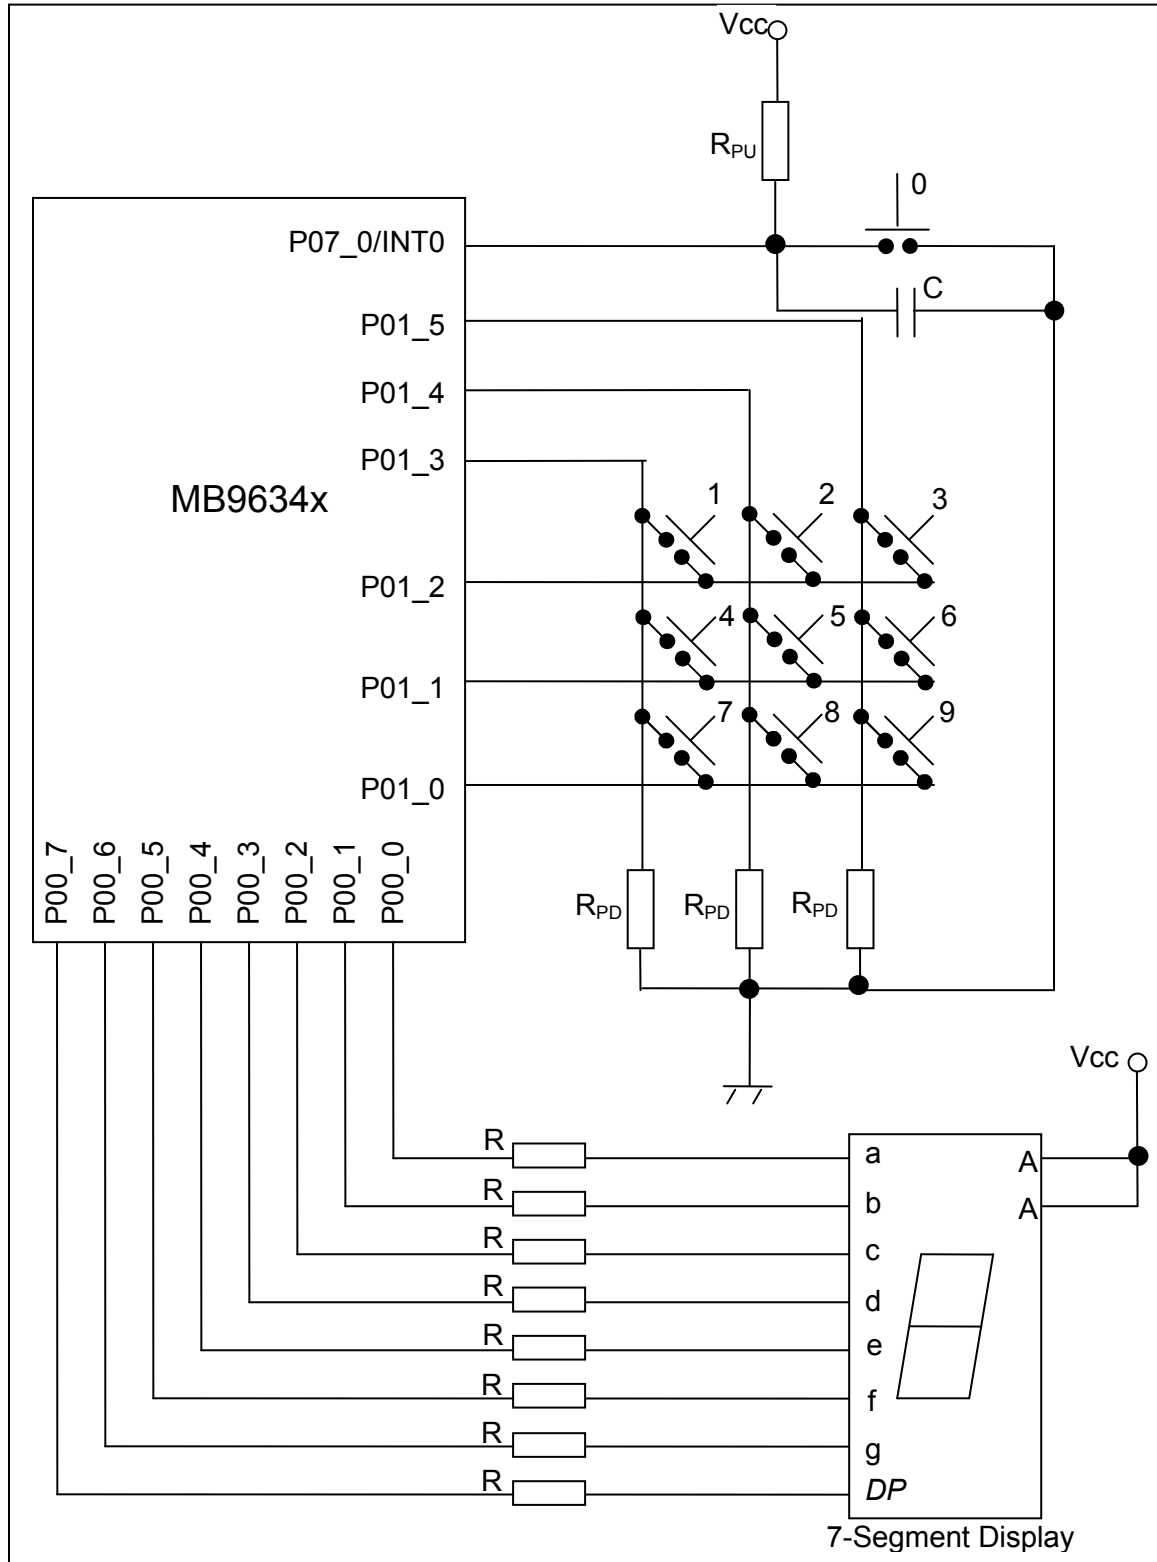 Vcc
R_PU
0
P07_0/INT0
C
P01_5
P01_4
P01_3
MB9634x
1
2
3
P01_2
4
5
6
P01_1
7
8
9
P01_0
P00_7
P00_6
P00_5
P00_4
P00_3
P00_2
P00_1
P00_0
R_PD
R_PD
R_PD
Vcc
R
a
A
R
b
A
R
c
R
d
R
e
R
f
R
g
R
DP
7-Segment Display